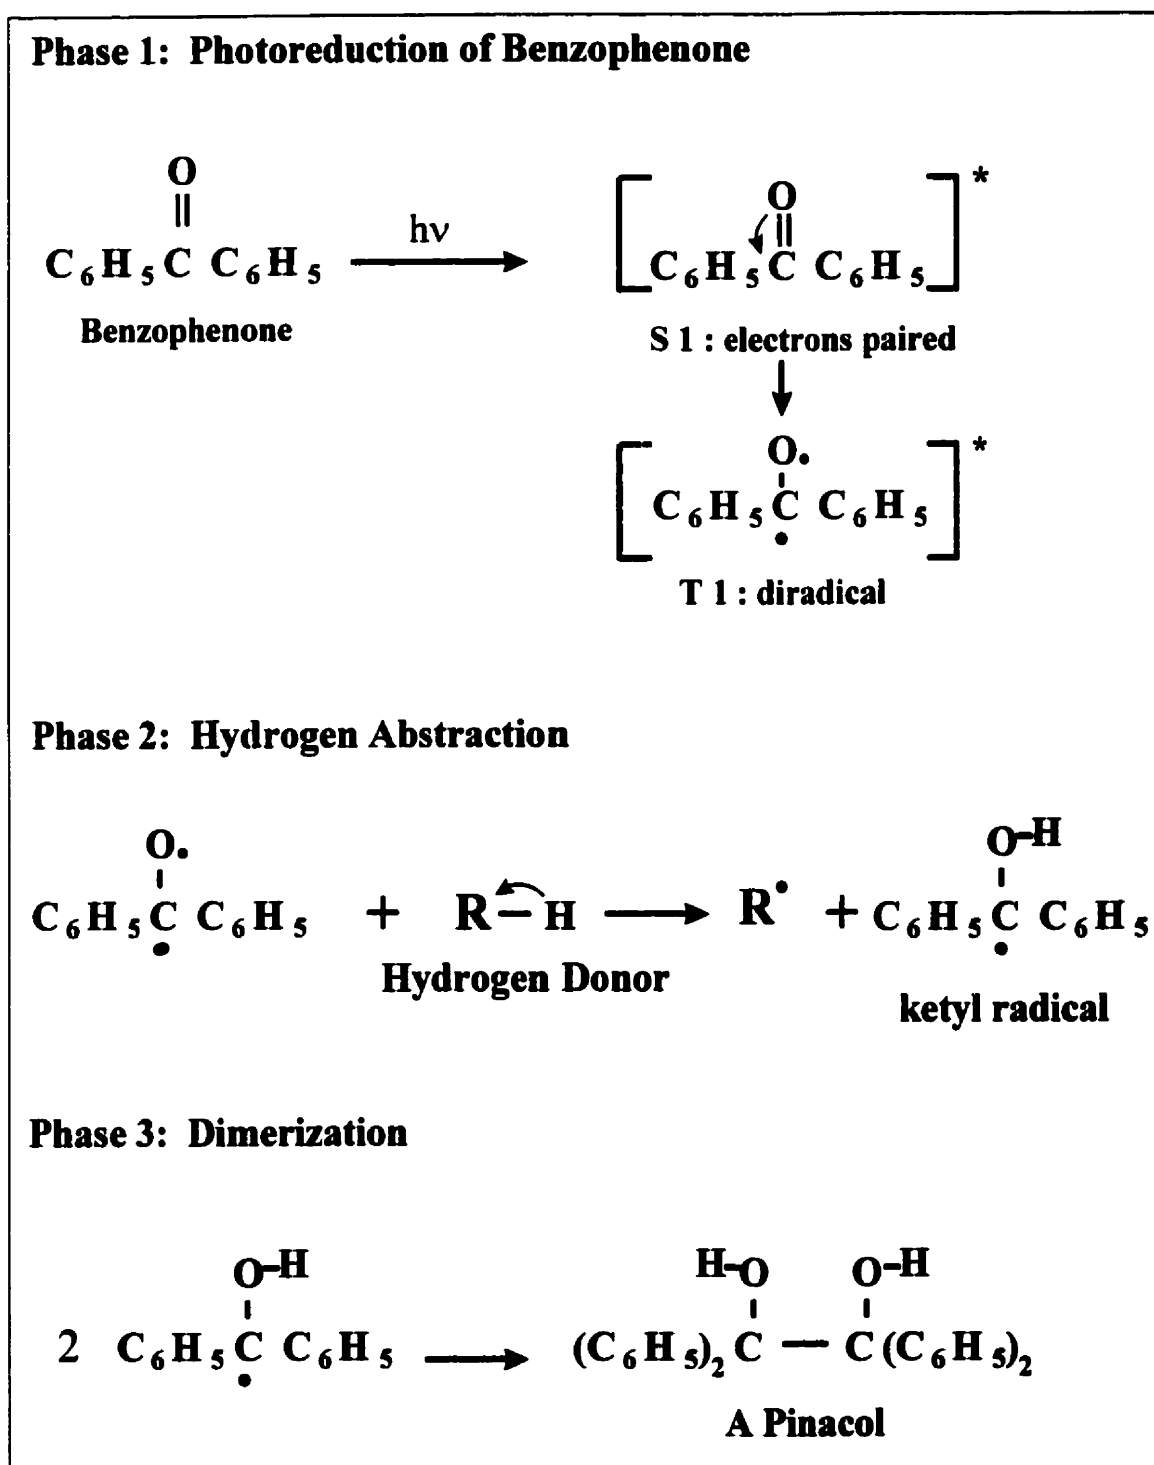 Phase 1: Photoreduction of Benzophenone
O
||
C₆H₅C C₆H₅
hν
Benzophenone
O
||
[C₆H₅C C₆H₅]*
S 1 : electrons paired
O.
[C₆H₅C C₆H₅]*
•
T 1 : diradical
Phase 2: Hydrogen Abstraction
O. O-H
C₆H₅C C₆H₅ + R–H → R• + C₆H₅C C₆H₅
• •
Hydrogen Donor
ketyl radical
Phase 3: Dimerization
O-H H-O O-H
2 C₆H₅C C₆H₅ → (C₆H₅)₂C — C(C₆H₅)₂
•
A Pinacol